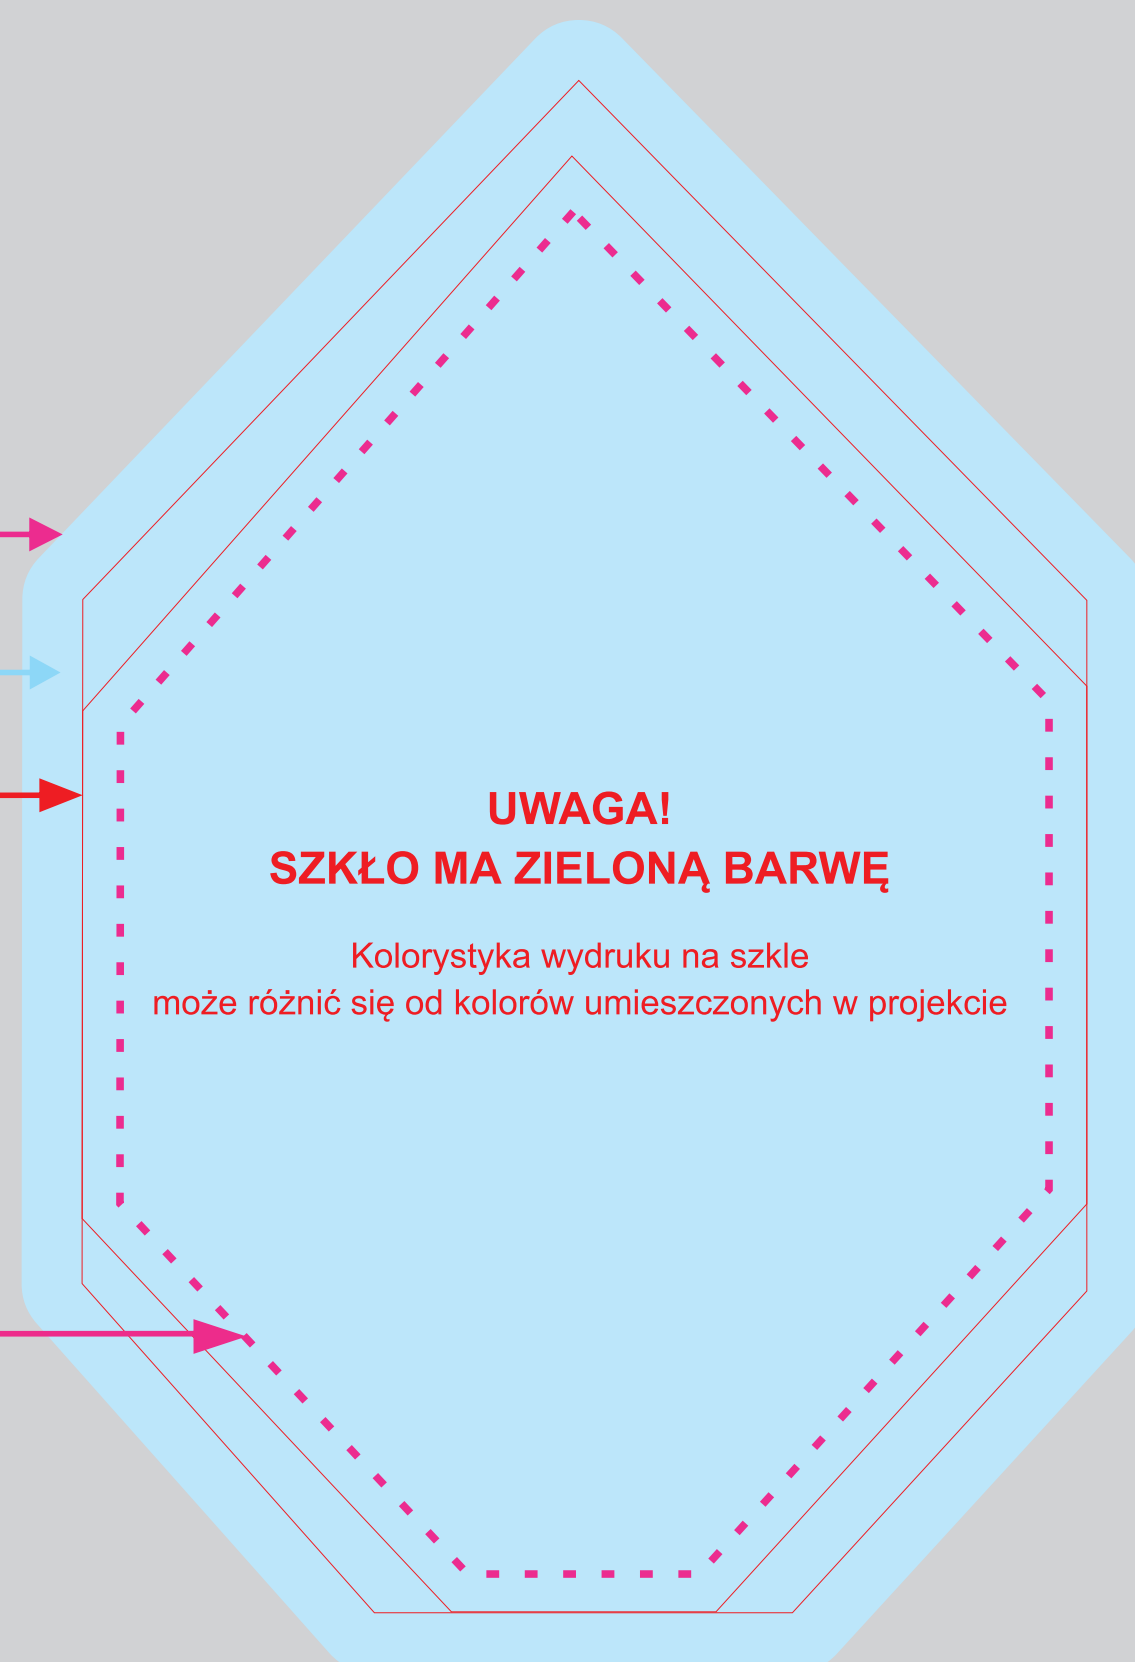 UWAGA!
SZKŁO MA ZIELONĄ BARWĘ
Kolorystyka wydruku na szkle
może różnić się od kolorów umieszczonych w projekcie